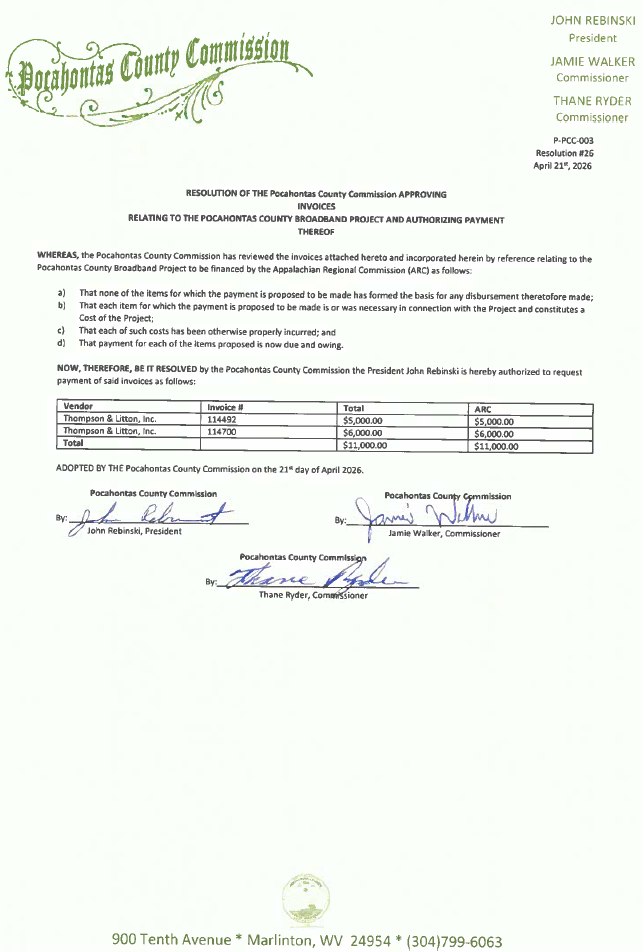 Pocahontas County Commission
JOHN REBINSKI
President
JAMIE WALKER
Commissioner
THANE RYDER
Commissioner
P-PCC-003
Resolution #26
April 21st, 2026
RESOLUTION OF THE Pocahontas County Commission APPROVING
INVOICES
RELATING TO THE POCAHONTAS COUNTY BROADBAND PROJECT AND AUTHORIZING PAYMENT
THEREOF
WHEREAS, the Pocahontas County Commission has reviewed the invoices attached hereto and incorporated herein by reference relating to the
Pocahontas County Broadband Project to be financed by the Appalachian Regional Commission (ARC) as follows:
a) That none of the items for which the payment is proposed to be made has formed the basis for any disbursement theretofore made;
b) That each item for which the payment is proposed to be made is or was necessary in connection with the Project and constitutes a
Cost of the Project;
c) That each of such costs has been otherwise properly incurred; and
d) That payment for each of the items proposed is now due and owing.
NOW, THEREFORE, BE IT RESOLVED by the Pocahontas County Commission the President John Rebinski is hereby authorized to request
payment of said invoices as follows:
Vendor Invoice # Total ARC
Thompson & Litton, Inc. 114492 $5,000.00 $5,000.00
Thompson & Litton, Inc. 114700 $6,000.00 $6,000.00
Total $11,000.00 $11,000.00
ADOPTED BY THE Pocahontas County Commission on the 21st day of April 2026.
Pocahontas County Commission
By:
John Rebinski, President
Pocahontas County Commission
By:
Jamie Walker, Commissioner
Pocahontas County Commission
By: Thane Ryder
Thane Ryder, Commissioner
900 Tenth Avenue * Marlinton, WV 24954 * (304)799-6063